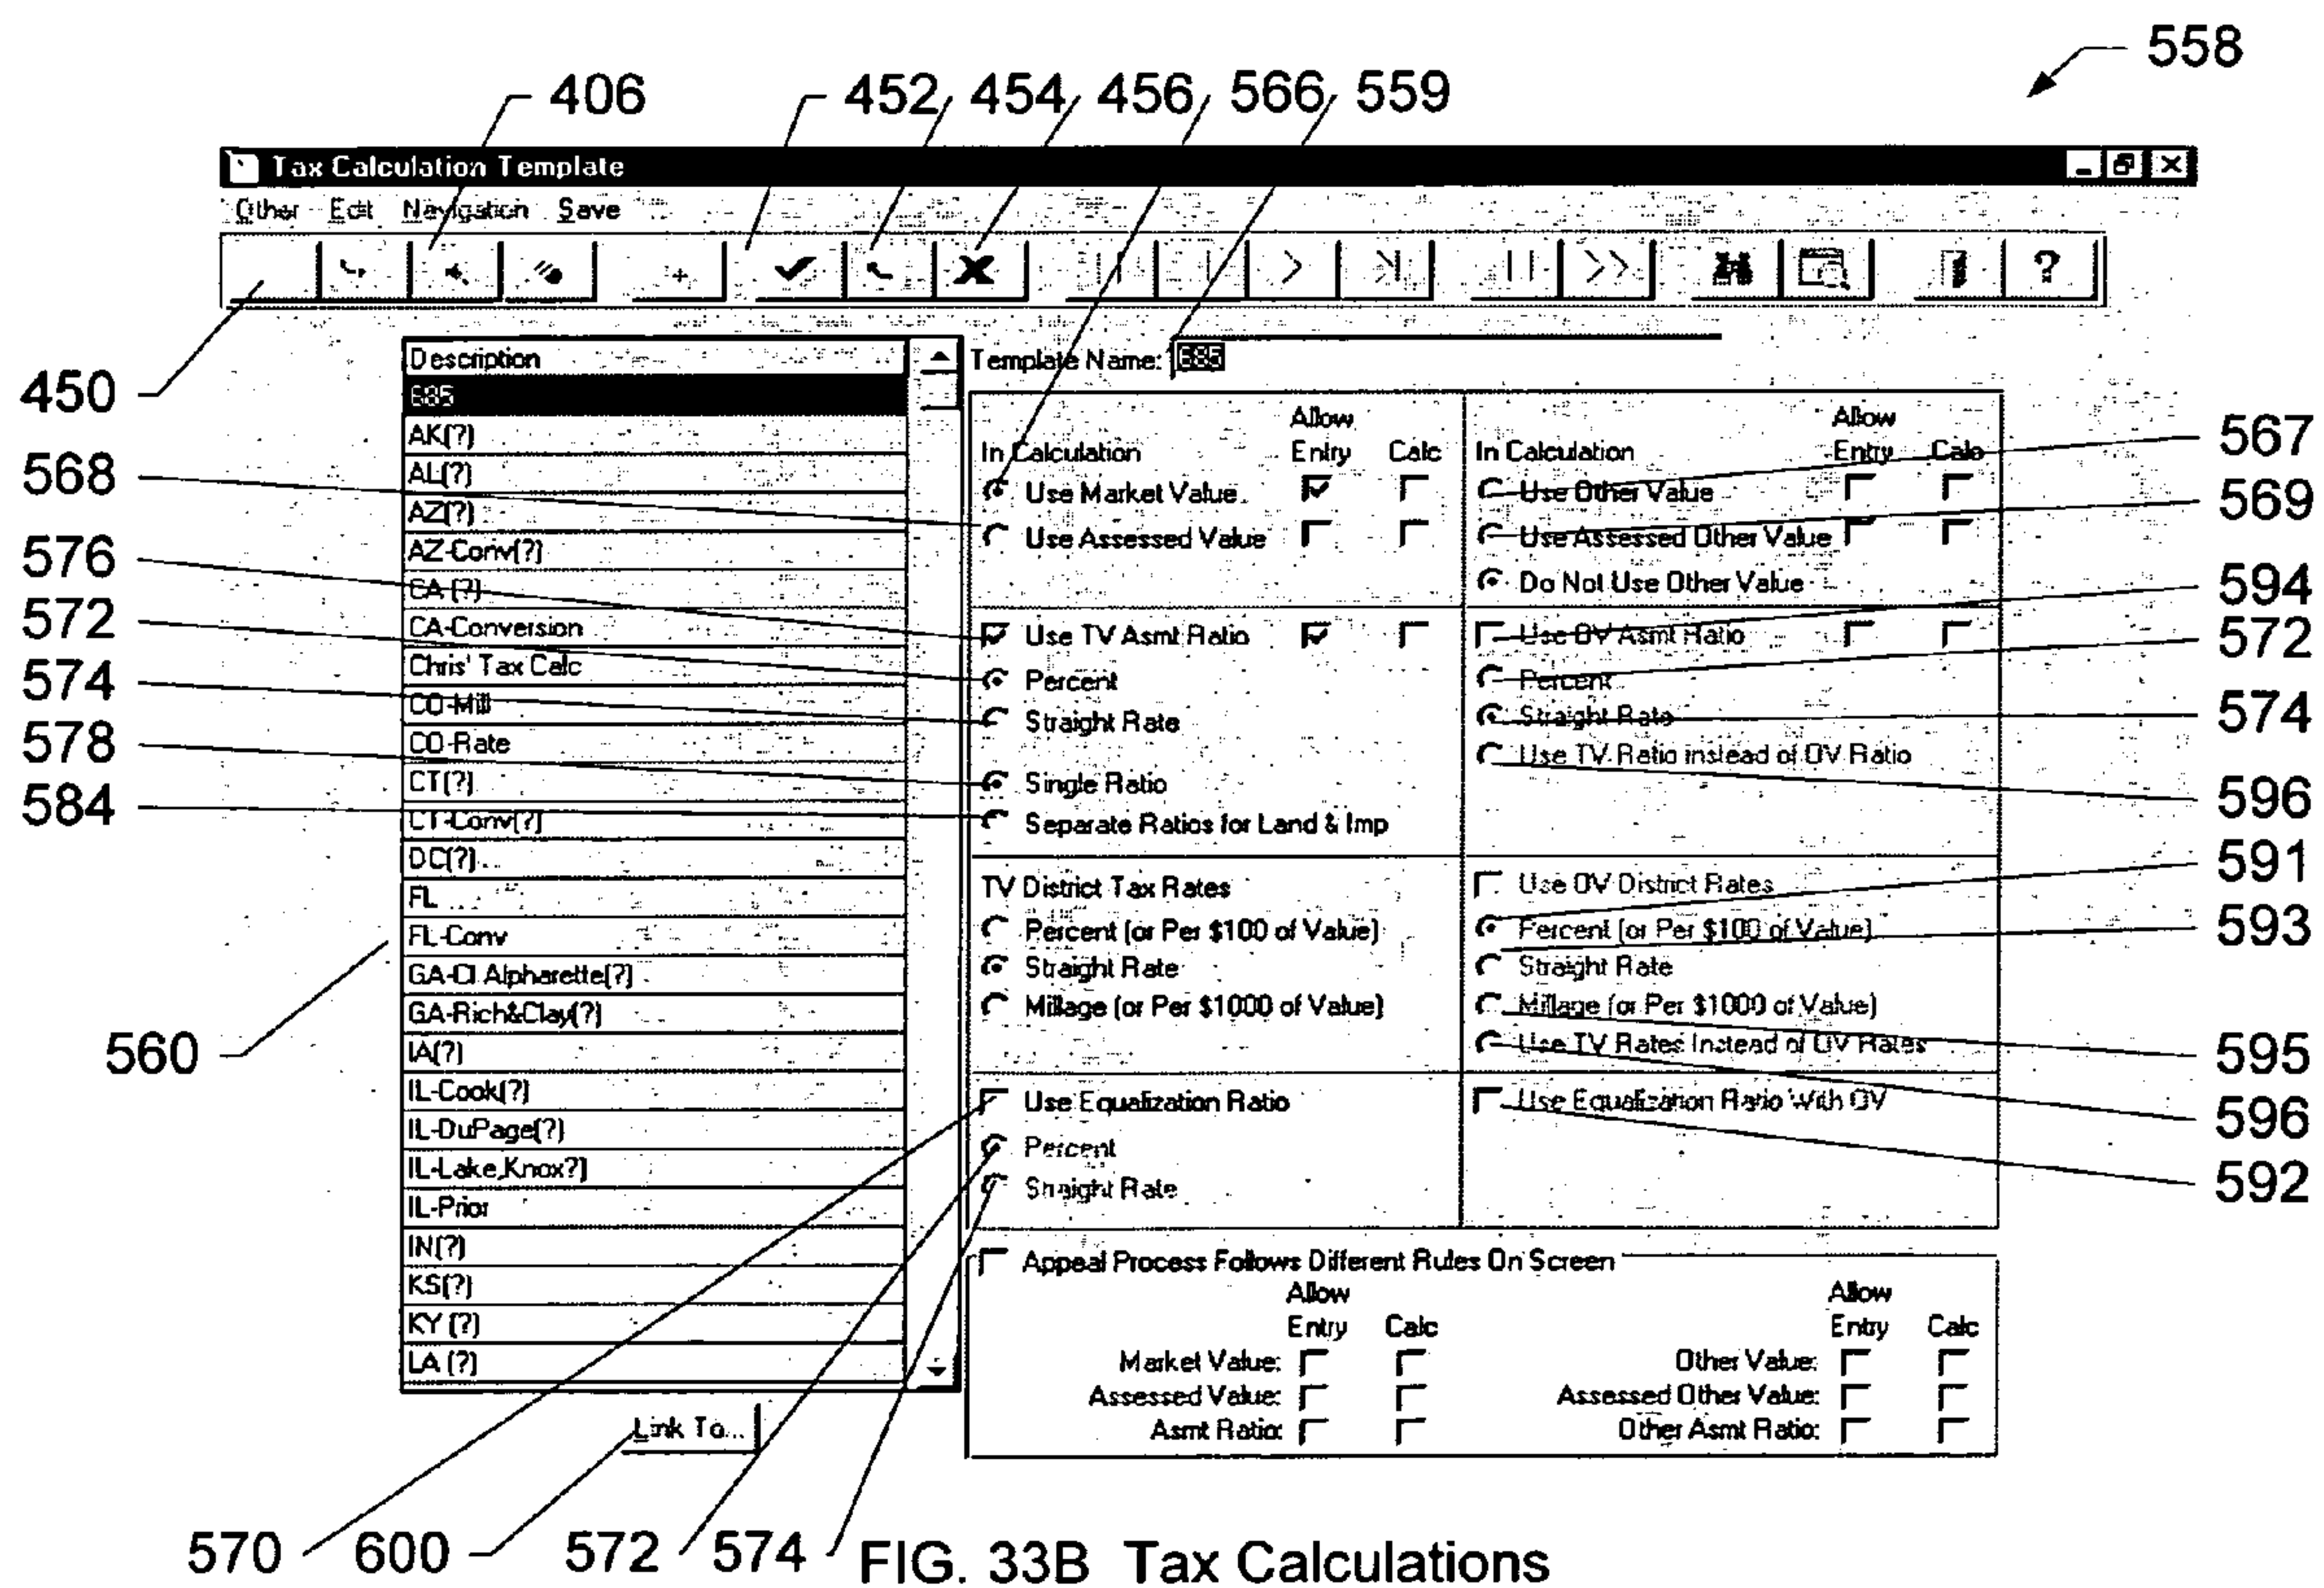 558
406 452 454 456 566 559
Tax Calculation Template
Other Edit Navigation Save
?
450
568
576
572
574
578
584
560
Description
685
AK(?)
AL(?)
AZ(?)
AZ-Conv(?)
CA (?)
CA-Conversion
Chris' Tax Calc
CO-Mill
CO-Rate
CT(?)
CT-Conv(?)
DC(?)
FL
FL-Conv
GA-CI Alpharette(?)
GA-Rich&Clay(?)
IA(?)
IL-Cook(?)
IL-DuPage(?)
IL-Lake,Knox?)
IL-Prior
IN(?)
KS(?)
KY (?)
LA (?)
Link To...
Template Name: 685
Allow
In Calculation Entry Calc
Use Market Value
Use Assessed Value
Use TV Asmt Ratio
Percent
Straight Rate
Single Ratio
Separate Ratios for Land & Imp
TV District Tax Rates
Percent (or Per $100 of Value)
Straight Rate
Millage (or Per $1000 of Value)
Use Equalization Ratio
Percent
Straight Rate
Allow
In Calculation Entry Calc
Use Other Value
Use Assessed Other Value
Do Not Use Other Value
Use OV Asmt Ratio
Percent
Straight Rate
Use TV Ratio instead of OV Ratio
Use OV District Rates
Percent (or Per $100 of Value)
Straight Rate
Millage (or Per $1000 of Value)
Use TV Rates Instead of OV Rates
Use Equalization Ratio With OV
Appeal Process Follows Different Rules On Screen
Allow Allow
Entry Calc Entry Calc
Market Value: Other Value:
Assessed Value: Assessed Other Value:
Asmt Ratio: Other Asmt Ratio:
567
569
594
572
574
596
591
593
595
596
592
570 600 572 574 FIG. 33B Tax Calculations